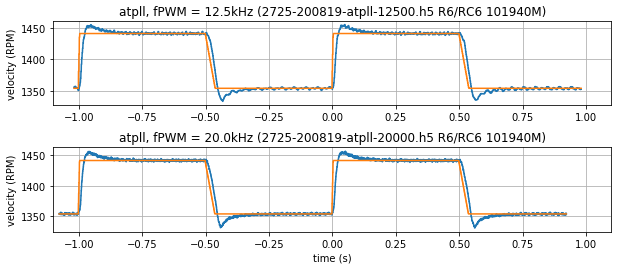 atpll, fPWM = 12.5kHz (2725-200819-atpll-12500.h5 R6/RC6 101940M)
velocity (RPM)
1450
1400
1350
−1.00 −0.75 −0.50 −0.25 0.00 0.25 0.50 0.75 1.00
atpll, fPWM = 20.0kHz (2725-200819-atpll-20000.h5 R6/RC6 101940M)
velocity (RPM)
1450
1400
1350
−1.00 −0.75 −0.50 −0.25 0.00 0.25 0.50 0.75 1.00
time (s)